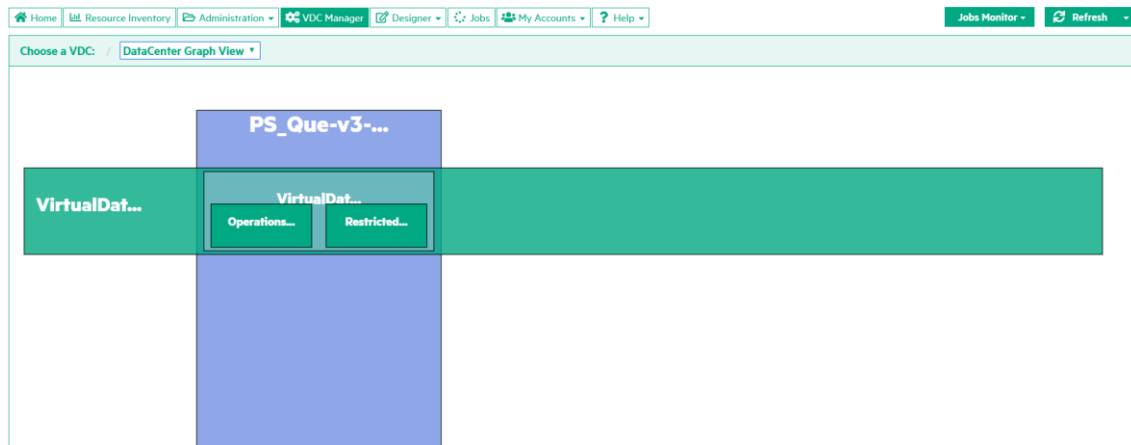 Home Resource Inventory Administration VDC Manager Designer Jobs My Accounts ? Help Jobs Monitor Refresh
Choose a VDC: / DataCenter Graph View
PS_Que-v3-...
VirtualDat...
VirtualDat...
Operations... Restricted...